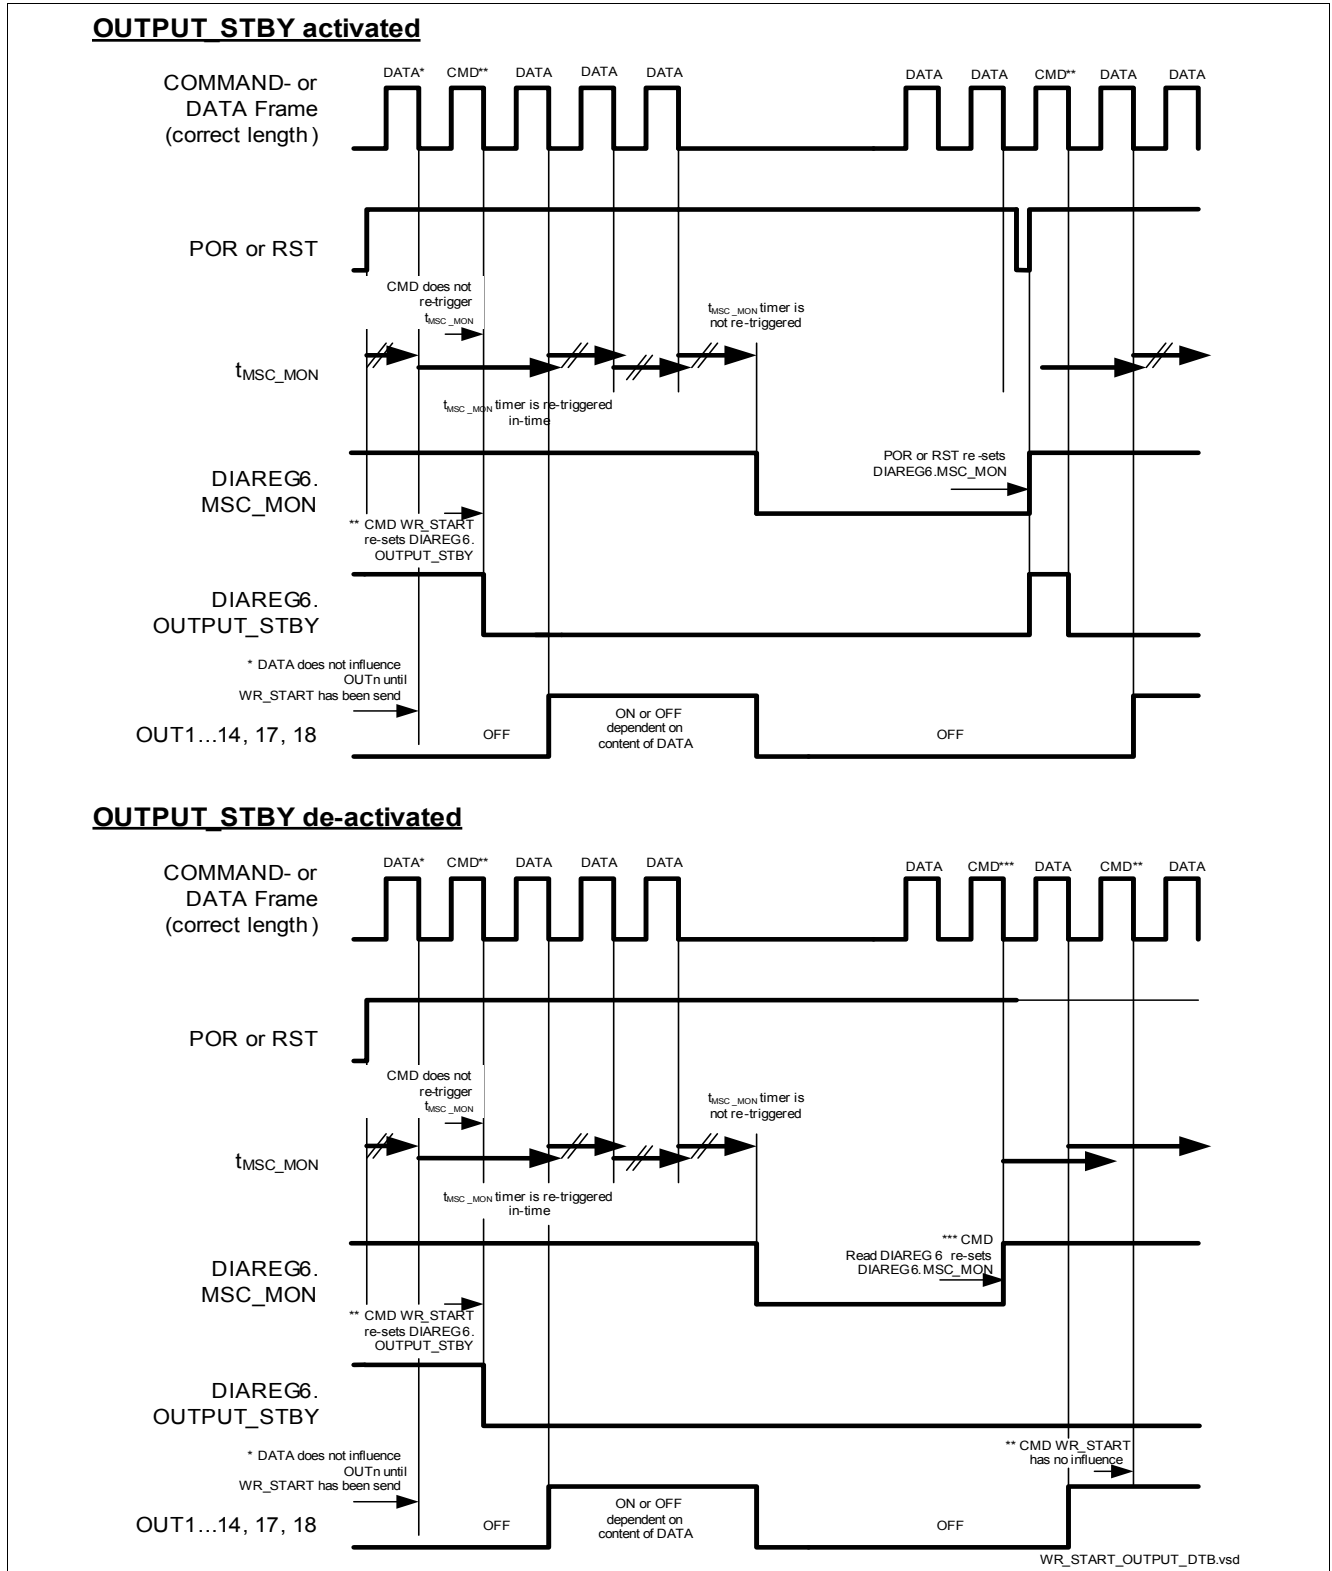 OUTPUT_STBY activated
DATA* CMD** DATA DATA DATA DATA DATA CMD** DATA DATA
COMMAND- or
DATA Frame
(correct length)
POR or RST
CMD does not
re-trigger
tMSC_MON
tMSC_MON timer is
not re-triggered
tMSC_MON
tMSC_MON timer is re-triggered
in-time
POR or RST re-sets
DIAREG6.MSC_MON
DIAREG6.
MSC_MON
** CMD WR_START
re-sets DIAREG6.
OUTPUT_STBY
DIAREG6.
OUTPUT_STBY
* DATA does not influence
OUTn until
WR_START has been send
OUT1...14, 17, 18
OFF
ON or OFF
dependent on
content of DATA
OFF
OUTPUT_STBY de-activated
DATA* CMD** DATA DATA DATA DATA CMD*** DATA CMD** DATA
COMMAND- or
DATA Frame
(correct length)
POR or RST
CMD does not
re-trigger
tMSC_MON
tMSC_MON timer is
not re-triggered
tMSC_MON
tMSC_MON timer is re-triggered
in-time
*** CMD
Read DIAREG 6 re-sets
DIAREG6.MSC_MON
DIAREG6.
MSC_MON
** CMD WR_START
re-sets DIAREG6.
OUTPUT_STBY
DIAREG6.
OUTPUT_STBY
* DATA does not influence
OUTn until
WR_START has been send
** CMD WR_START
has no influence
OUT1...14, 17, 18
OFF
ON or OFF
dependent on
content of DATA
OFF
WR_START_OUTPUT_DTB.vsd